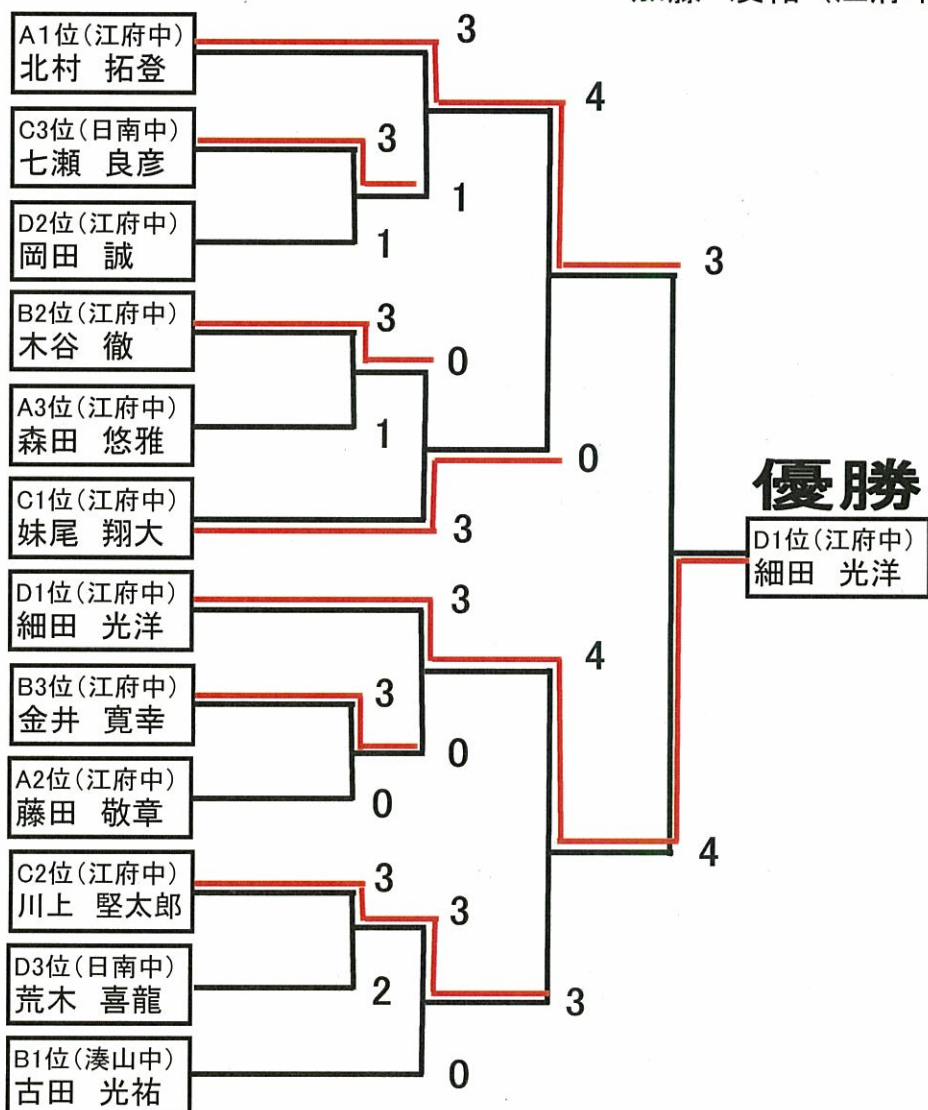 3
A1位(江府中)
北村 拓登
4
C3位(日南中)
七瀬 良彦
3
1
D2位(江府中)
岡田 誠
1
3
B2位(江府中)
木谷 徹
3
0
A3位(江府中)
森田 悠雅
1
0
C1位(江府中)
妹尾 翔大
3
優勝
D1位(江府中)
細田 光洋
D1位(江府中)
細田 光洋
3
4
B3位(江府中)
金井 寛幸
3
0
A2位(江府中)
藤田 敬章
0
4
C2位(江府中)
川上 堅太郎
3
3
D3位(日南中)
荒木 喜龍
2
3
B1位(湊山中)
古田 光祐
0